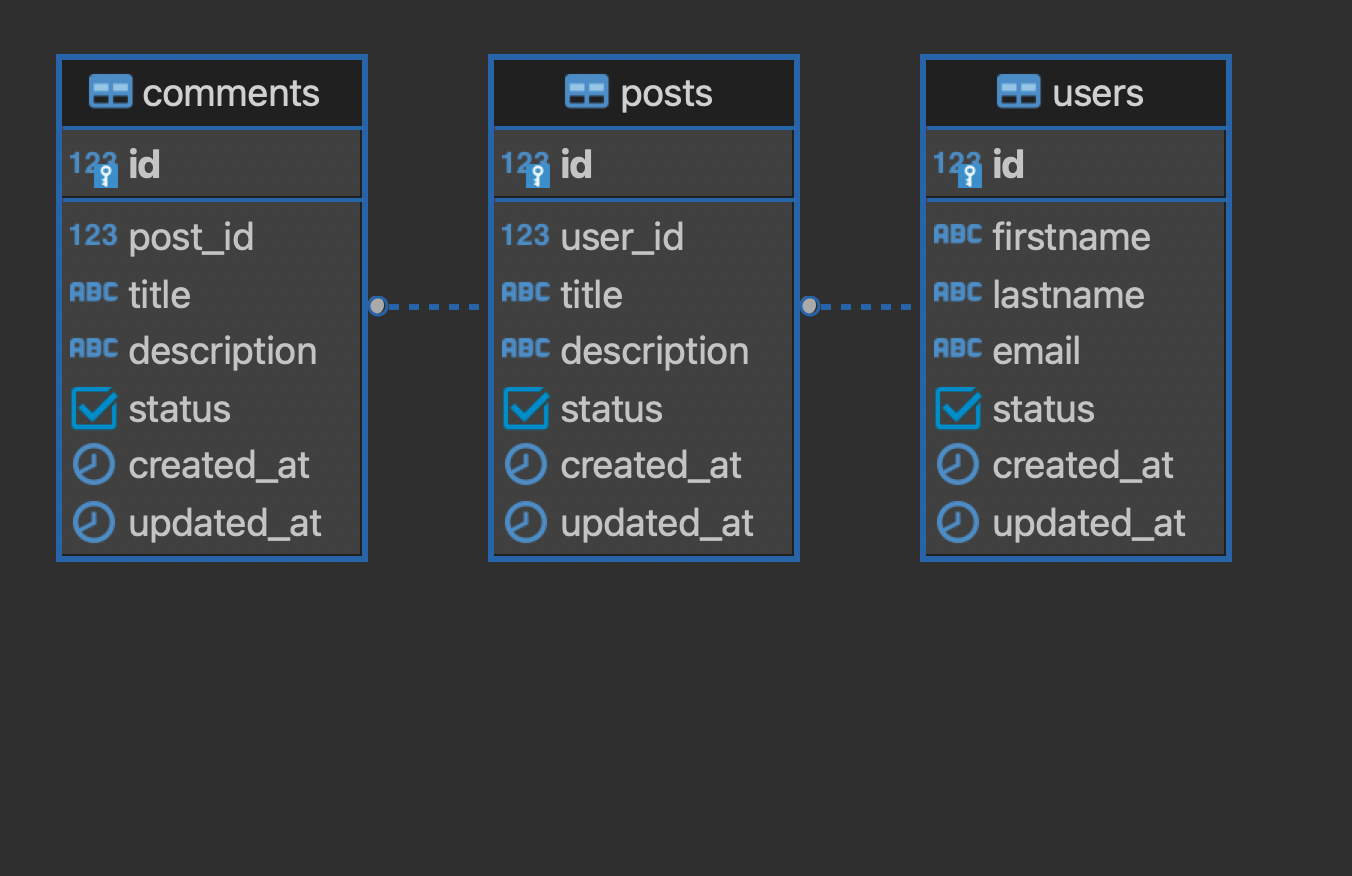 comments
123 id
123 post_id
ABC title
ABC description
status
created_at
updated_at
posts
123 id
123 user_id
ABC title
ABC description
status
created_at
updated_at
users
123 id
ABC firstname
ABC lastname
ABC email
status
created_at
updated_at